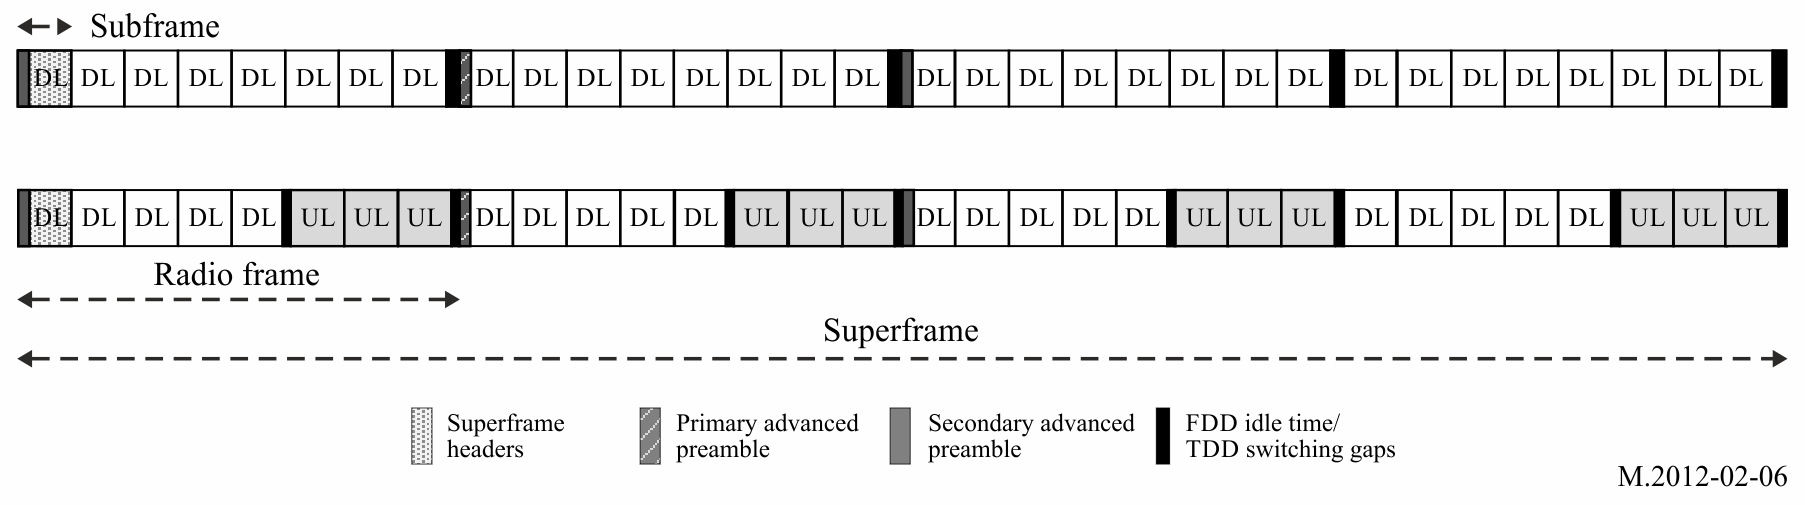 Subframe
DL DL DL DL DL DL DL DL DL DL DL DL DL DL DL DL DL DL DL DL DL DL DL DL DL DL DL DL DL DL DL DL
DL DL DL DL DL UL UL UL DL DL DL DL DL UL UL UL DL DL DL DL DL UL UL UL DL DL DL DL DL UL UL UL
Radio frame
Superframe
Superframe
headers
Primary advanced
preamble
Secondary advanced
preamble
FDD idle time/
TDD switching gaps
M.2012-02-06